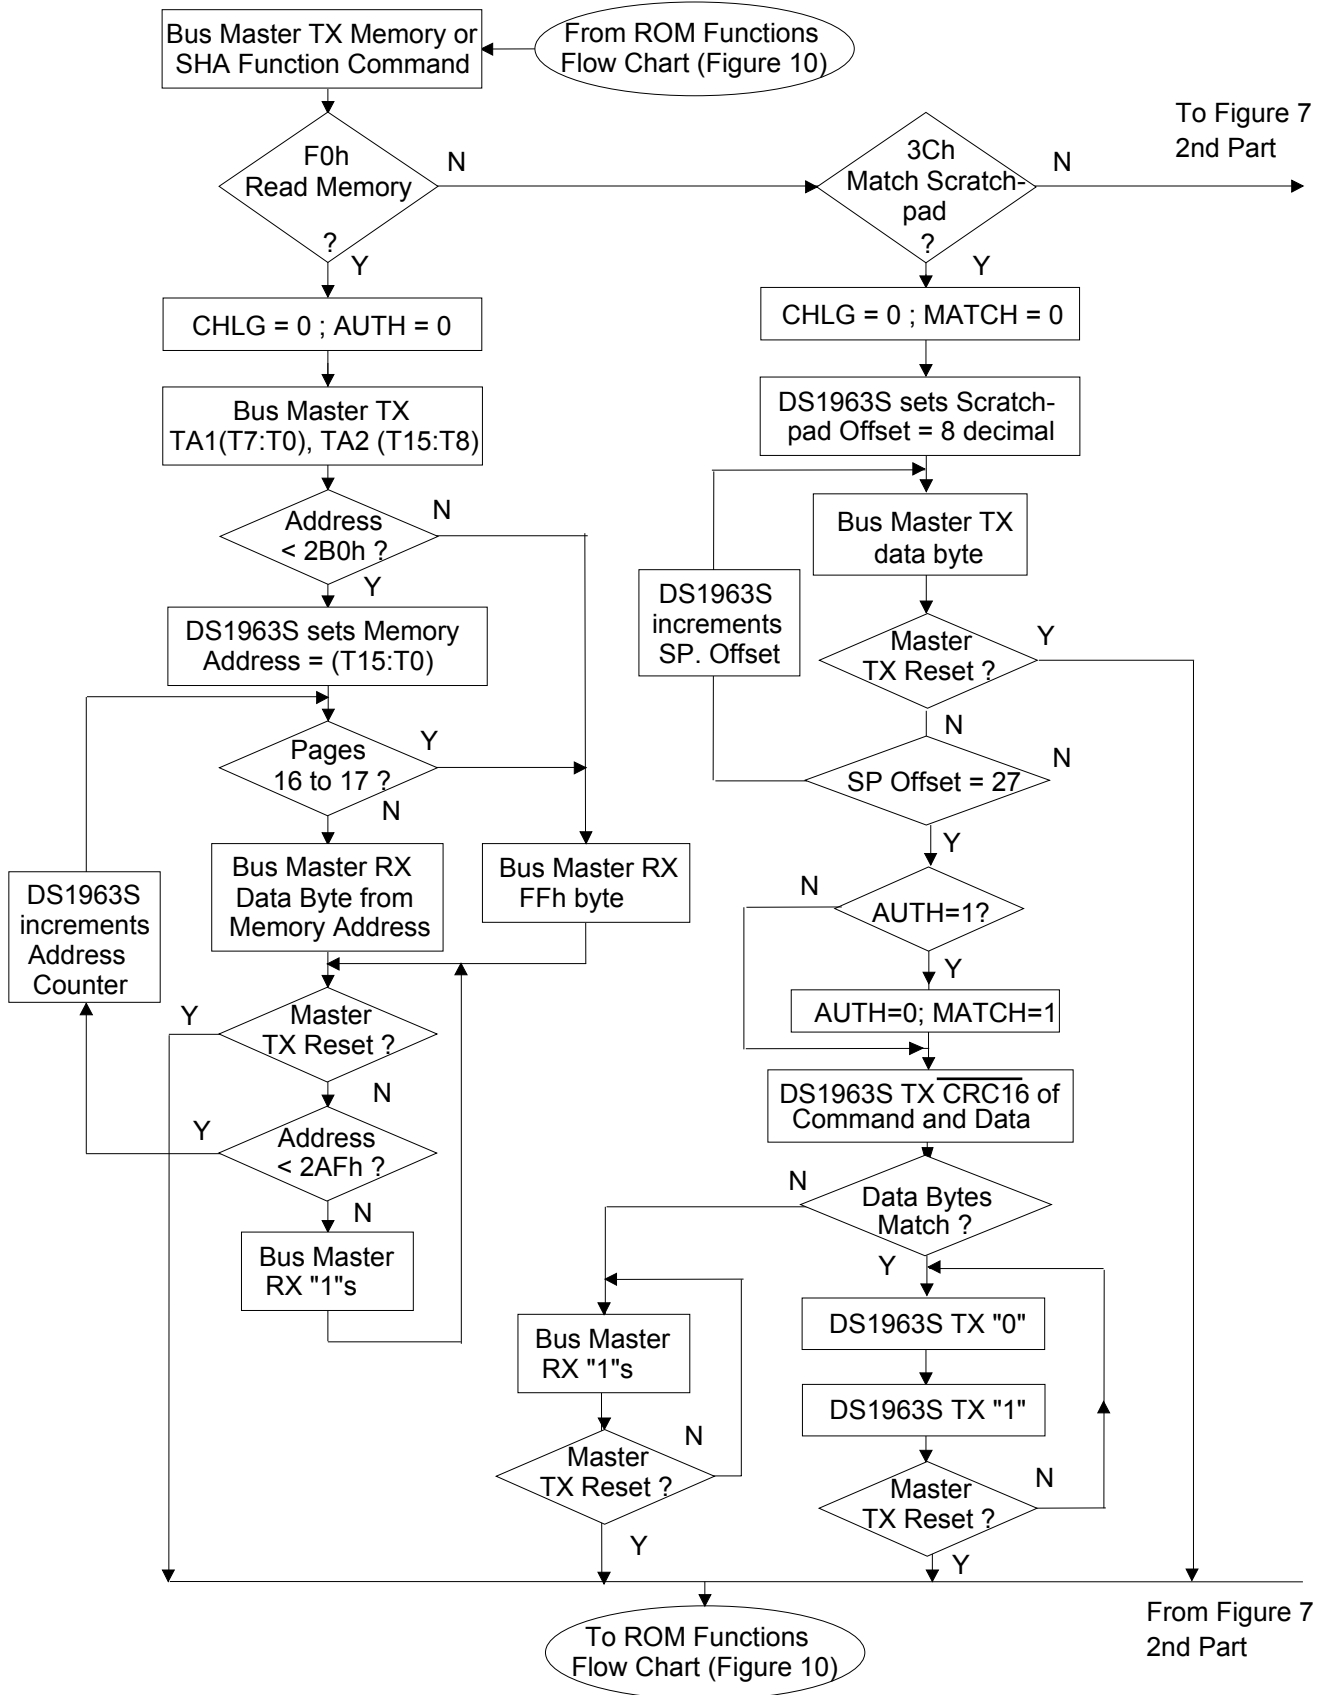 Bus Master TX Memory or
SHA Function Command
From ROM Functions
Flow Chart (Figure 10)
To Figure 7
2nd Part
F0h
Read Memory
?
N
Y
3Ch
Match Scratch-
pad
?
N
Y
CHLG = 0 ; AUTH = 0
Bus Master TX
TA1(T7:T0), TA2 (T15:T8)
Address
< 2B0h ?
N
Y
DS1963S sets Memory
Address = (T15:T0)
Pages
16 to 17 ?
Y
N
Bus Master RX
Data Byte from
Memory Address
Bus Master RX
FFh byte
DS1963S
increments
Address
Counter
Master
TX Reset ?
Y
N
Address
< 2AFh ?
Y
N
Bus Master
RX "1"s
CHLG = 0 ; MATCH = 0
DS1963S sets Scratch-
pad Offset = 8 decimal
Bus Master TX
data byte
DS1963S
increments
SP. Offset
Master
TX Reset ?
Y
N
SP Offset = 27
N
Y
AUTH=1?
N
Y
AUTH=0; MATCH=1
DS1963S TX CRC16 of
Command and Data
Data Bytes
Match ?
N
Y
Bus Master
RX "1"s
Master
TX Reset ?
N
Y
DS1963S TX "0"
DS1963S TX "1"
Master
TX Reset ?
N
Y
To ROM Functions
Flow Chart (Figure 10)
From Figure 7
2nd Part